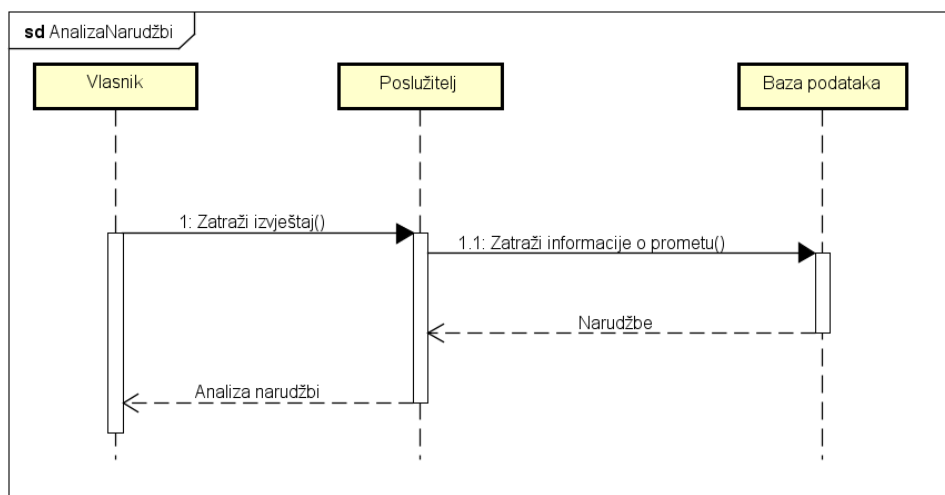 sd AnalizaNarudžbi
Vlasnik
Poslužitelj
Baza podataka
1: Zatraži izvještaj()
1.1: Zatraži informacije o prometu()
Narudžbe
Analiza narudžbi